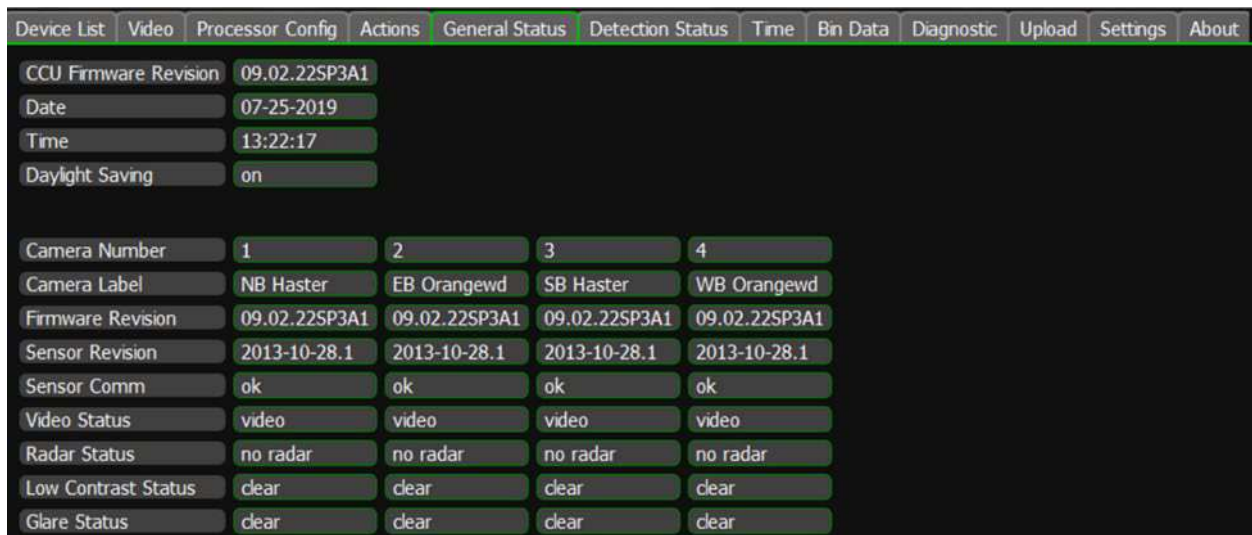 Device List Video Processor Config Actions General Status Detection Status Time Bin Data Diagnostic Upload Settings About
CCU Firmware Revision 09.02.22SP3A1
Date 07-25-2019
Time 13:22:17
Daylight Saving on
Camera Number 1 2 3 4
Camera Label NB Haster EB Orangewd SB Haster WB Orangewd
Firmware Revision 09.02.22SP3A1 09.02.22SP3A1 09.02.22SP3A1 09.02.22SP3A1
Sensor Revision 2013-10-28.1 2013-10-28.1 2013-10-28.1 2013-10-28.1
Sensor Comm ok ok ok ok
Video Status video video video video
Radar Status no radar no radar no radar no radar
Low Contrast Status clear clear clear clear
Glare Status clear clear clear clear